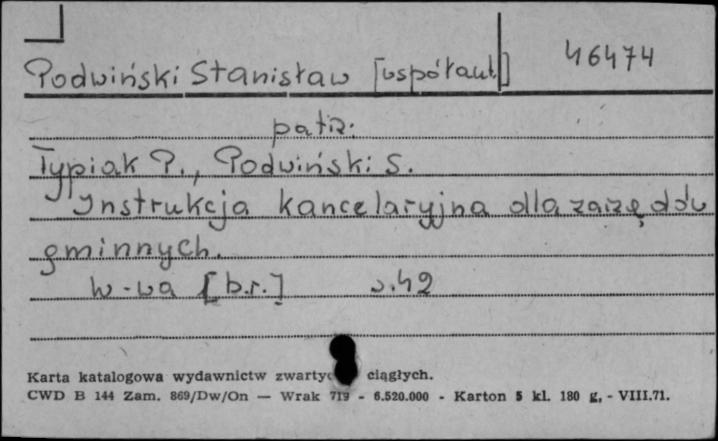 Podwiński Stanisław [współaut.] 46474
patrz:
Typiak P., Podwiński S.
Instrukcja kancelaryjna dla
gminnych.
W-wa [b.r.] s.42
Karta katalogowa wydawnictw zwartych ciągłych.
CWD B 144 Zam. 869/Dw/On — Wrak 719 - 6.520.000 - Karton 5 kl. 180 g. - VIII.71.